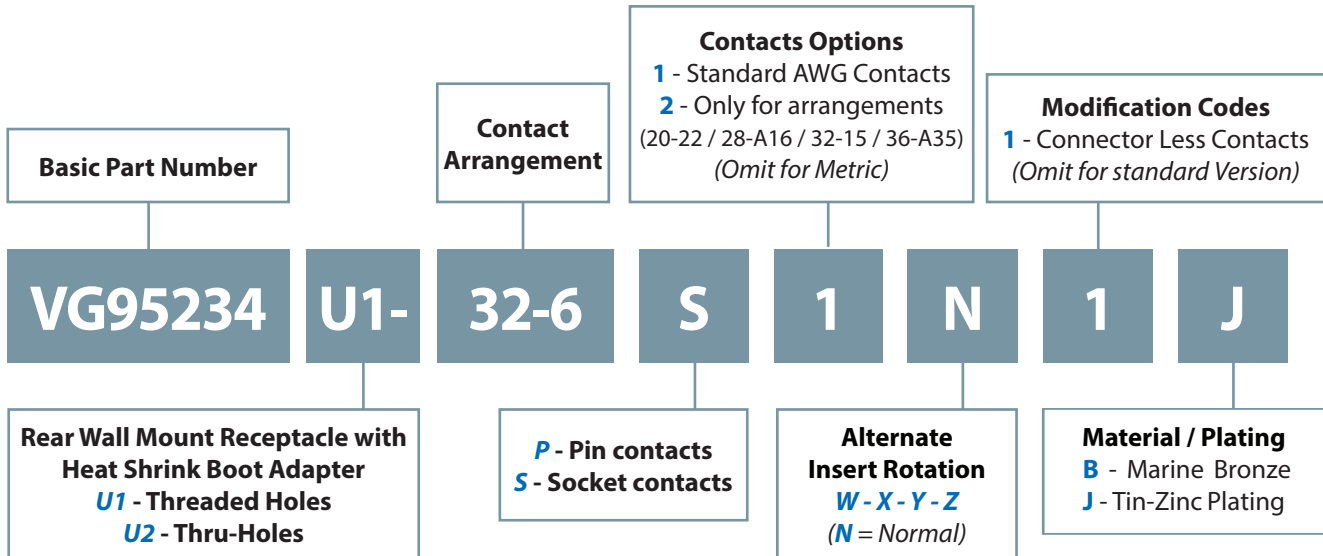 Contacts Options
1 - Standard AWG Contacts
2 - Only for arrangements
(20-22 / 28-A16 / 32-15 / 36-A35)
(Omit for Metric)
Modification Codes
1 - Connector Less Contacts
(Omit for standard Version)
Contact
Arrangement
Basic Part Number
VG95234 U1- 32-6 S 1 N 1 J
Rear Wall Mount Receptacle with
Heat Shrink Boot Adapter
U1 - Threaded Holes
U2 - Thru-Holes
P - Pin contacts
S - Socket contacts
Alternate
Insert Rotation
W - X - Y - Z
(N = Normal)
Material / Plating
B - Marine Bronze
J - Tin-Zinc Plating